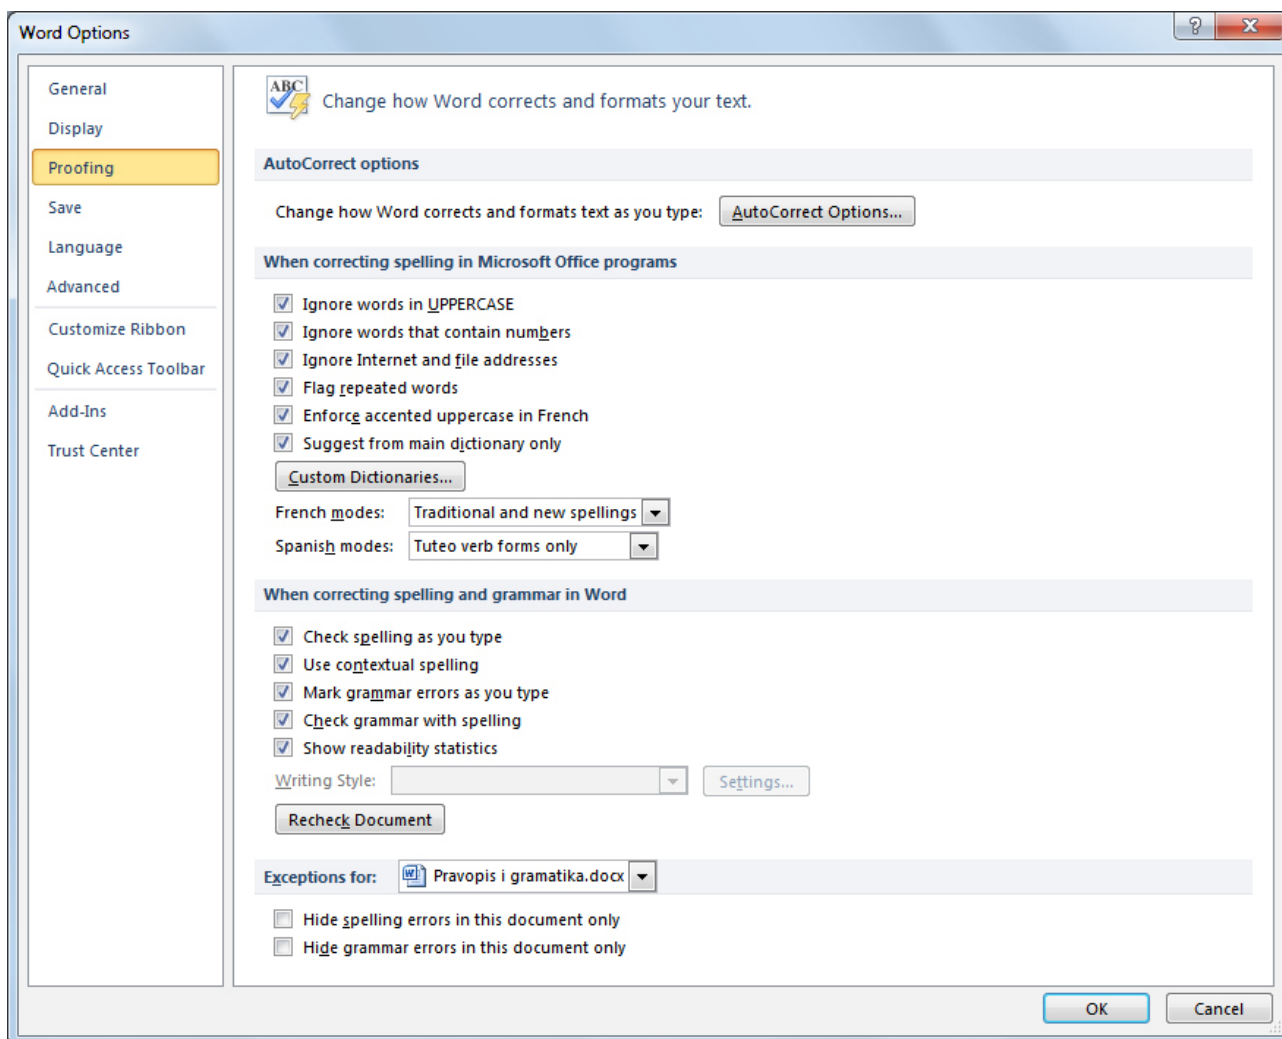 Word Options
General
Display
Proofing
Save
Language
Advanced
Customize Ribbon
Quick Access Toolbar
Add-Ins
Trust Center
ABC
Change how Word corrects and formats your text.
AutoCorrect options
Change how Word corrects and formats text as you type: AutoCorrect Options...
When correcting spelling in Microsoft Office programs
Ignore words in UPPERCASE
Ignore words that contain numbers
Ignore Internet and file addresses
Flag repeated words
Enforce accented uppercase in French
Suggest from main dictionary only
Custom Dictionaries...
French modes: Traditional and new spellings
Spanish modes: Tuteo verb forms only
When correcting spelling and grammar in Word
Check spelling as you type
Use contextual spelling
Mark grammar errors as you type
Check grammar with spelling
Show readability statistics
Writing Style: Settings...
Recheck Document
Exceptions for: Pravopis i gramatika.docx
Hide spelling errors in this document only
Hide grammar errors in this document only
OK Cancel